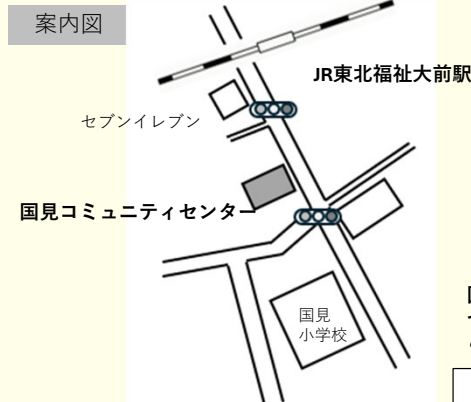 案内図
JR東北福祉大前駅
セブンイレブン
国見コミュニティセンター
国見
小学校